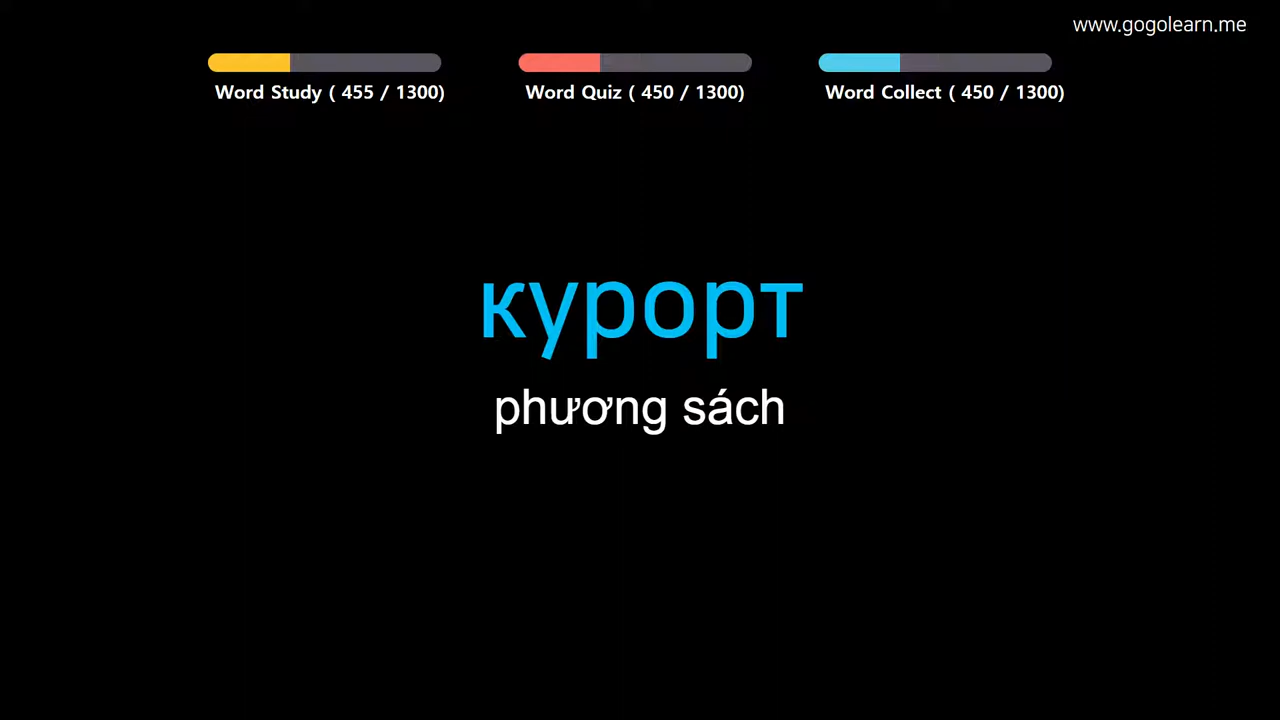 www.gogolearn.me
Word Study ( 455 / 1300)
Word Quiz ( 450 / 1300)
Word Collect ( 450 / 1300)
курорт
phương sách